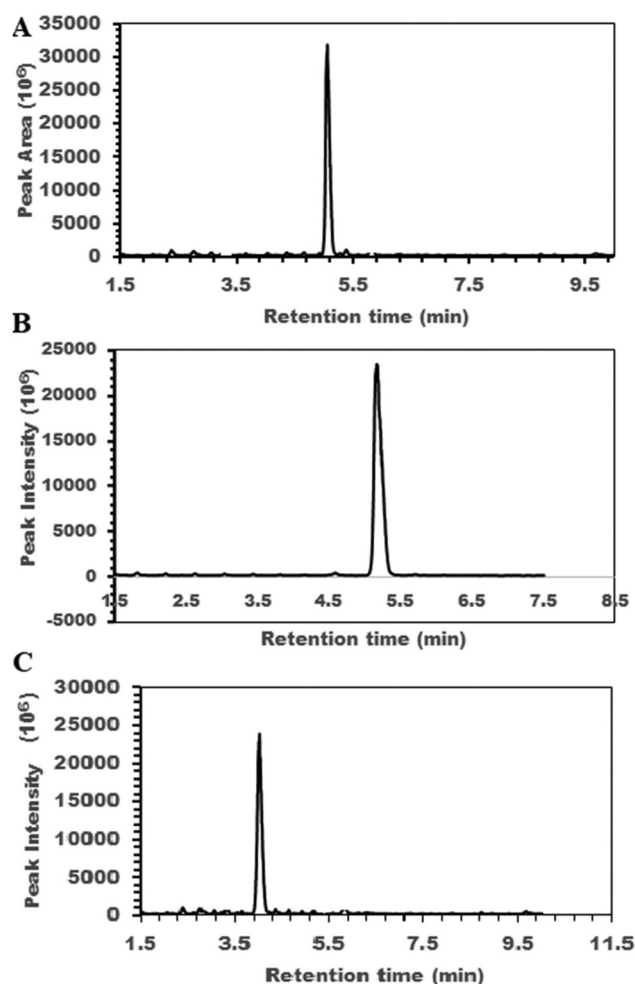 A
Peak Area (10⁶)
35000
30000
25000
20000
15000
10000
5000
0
1.5 3.5 5.5 7.5 9.5
Retention time (min)
B
Peak Intensity (10⁶)
25000
20000
15000
10000
5000
0
-5000
1.5 2.5 3.5 4.5 5.5 6.5 7.5 8.5
Retention time (min)
C
Peak Intensity
(10⁶)
30000
25000
20000
15000
10000
5000
0
1.5 3.5 5.5 7.5 9.5 11.5
Retention time (min)